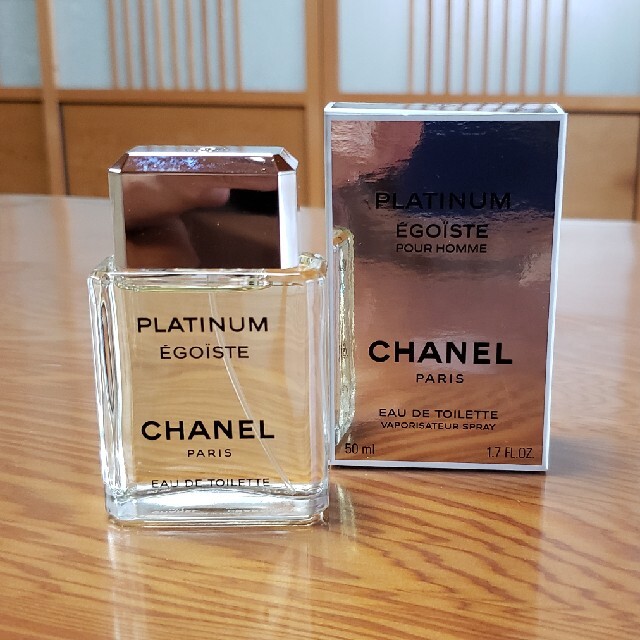 PLATINUM
ÉGOÏSTE
CHANEL
PARIS
EAU DE TOILETTE
PLATINUM
ÉGOÏSTE
POUR HOMME
CHANEL
PARIS
EAU DE TOILETTE
VAPORISATEUR SPRAY
50 ml 1.7 FL.OZ.